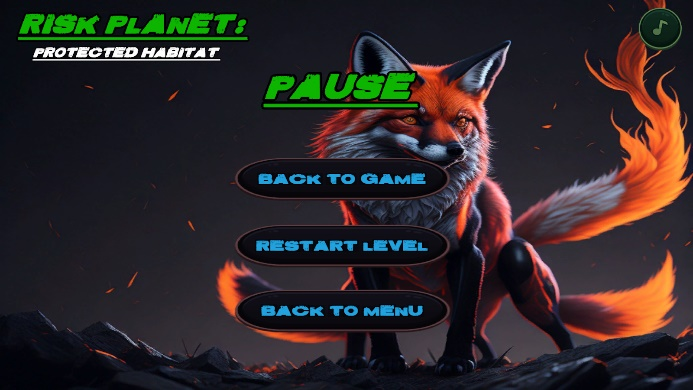 RISK PLANET:
PROTECTED HABITAT
PAUSE
BACK TO GAME
RESTART LEVEL
BACK TO MENU